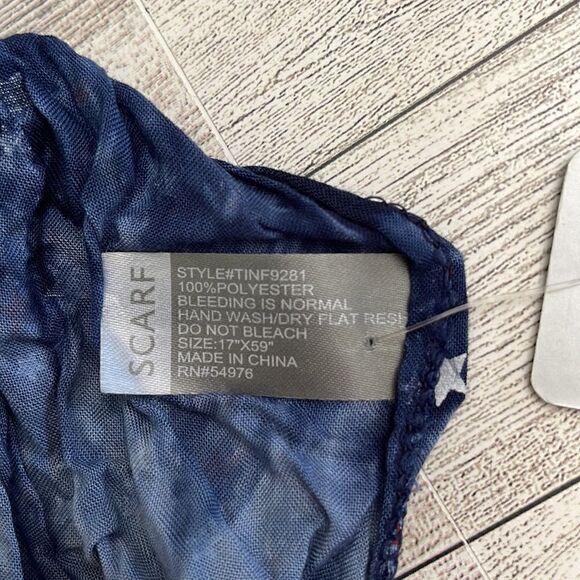 SCARF
STYLE#TINF9281
100%POLYESTER
BLEEDING IS NORMAL
HAND WASH/DRY FLAT RESH
DO NOT BLEACH
SIZE:17"X59"
MADE IN CHINA
RN#54976